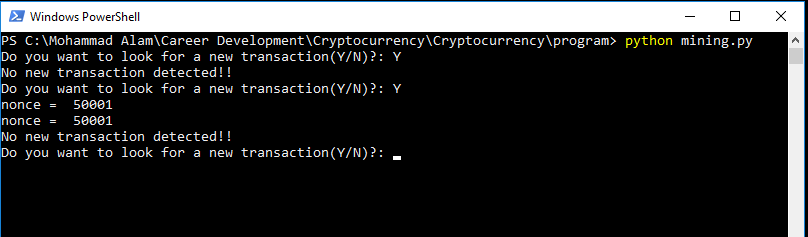 Windows PowerShell
PS C:\Mohammad Alam\Career Development\Cryptocurrency\Cryptocurrency\program> python mining.py
Do you want to look for a new transaction(Y/N)?: Y
No new transaction detected!!
Do you want to look for a new transaction(Y/N)?: Y
nonce =  50001
nonce =  50001
No new transaction detected!!
Do you want to look for a new transaction(Y/N)?: